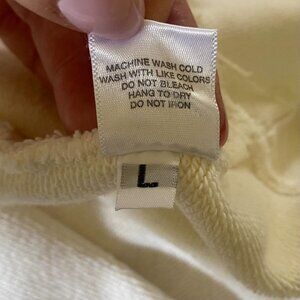 MACHINE WASH COLD
WASH WITH LIKE COLORS
DO NOT BLEACH
HANG TO DRY
DO NOT IRON
L